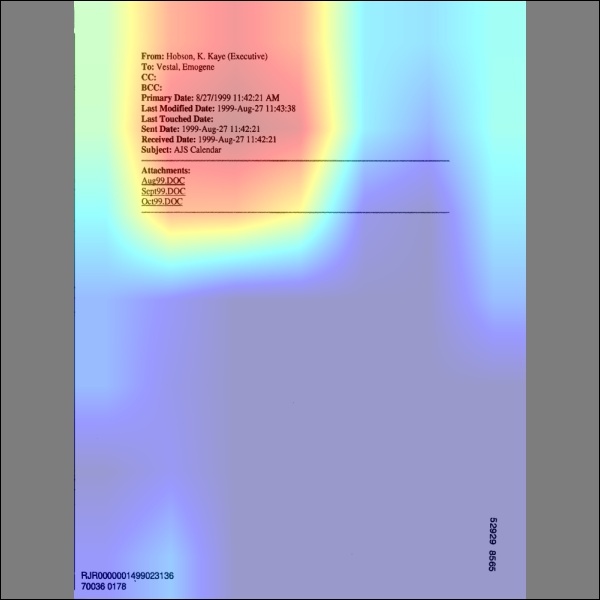 From: Hobson, K. Kaye (Executive)
To: Vestal, Emogene
CC:
BCC:
Primary Date: 8/27/1999 11:42:21 AM
Last Modified Date: 1999-Aug-27 11:43:38
Last Touched Date:
Sent Date: 1999-Aug-27 11:42:21
Received Date: 1999-Aug-27 11:42:21
Subject: AJS Calendar
Attachments:
Aug99.DOC
Sept99.DOC
Oct99.DOC
52929 8565
RJR0000001499023136
70036 0178